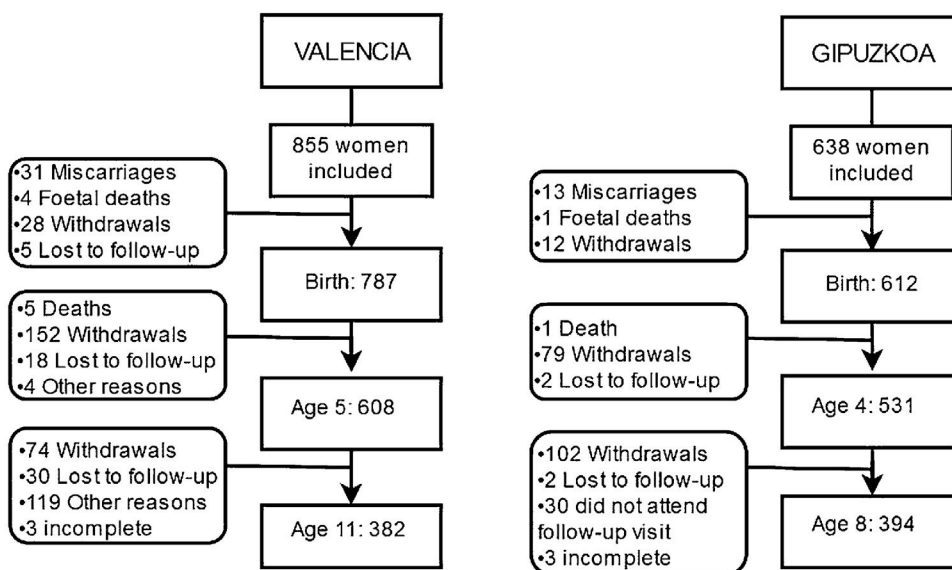 VALENCIA
855 women
included
•31 Miscarriages
•4 Foetal deaths
•28 Withdrawals
•5 Lost to follow-up
Birth: 787
•5 Deaths
•152 Withdrawals
•18 Lost to follow-up
•4 Other reasons
Age 5: 608
•74 Withdrawals
•30 Lost to follow-up
•119 Other reasons
•3 incomplete
Age 11: 382
GIPUZKOA
638 women
included
•13 Miscarriages
•1 Foetal deaths
•12 Withdrawals
Birth: 612
•1 Death
•79 Withdrawals
•2 Lost to follow-up
Age 4: 531
•102 Withdrawals
•2 Lost to follow-up
•30 did not attend
follow-up visit
•3 incomplete
Age 8: 394